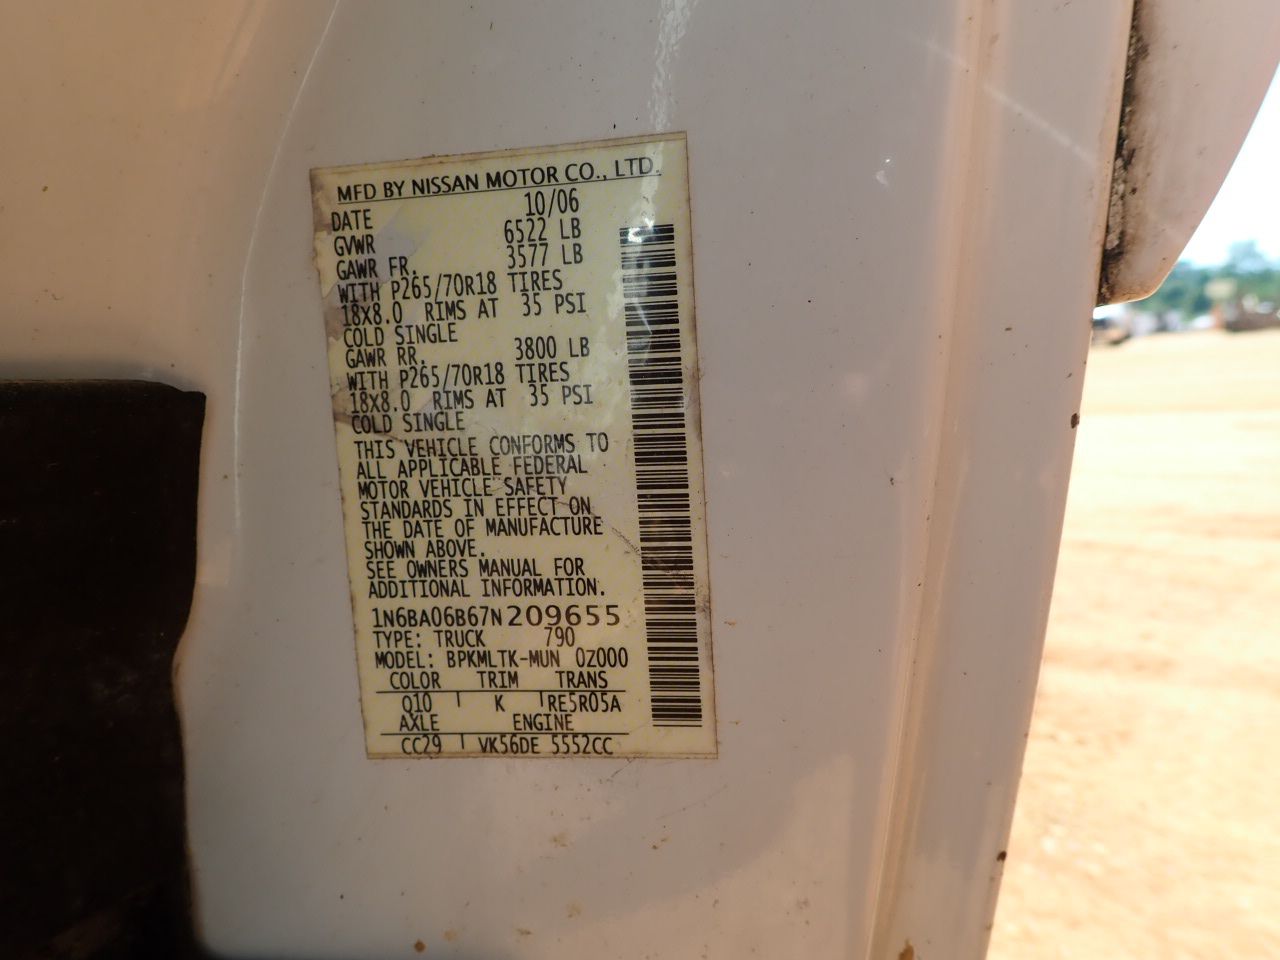 MFD BY NISSAN MOTOR CO., LTD.
DATE 10/06
GVWR 6522 LB
GAWR FR. 3577 LB
WITH P265/70R18 TIRES
18X8.0 RIMS AT 35 PSI
COLD SINGLE
GAWR RR. 3800 LB
WITH P265/70R18 TIRES
18X8.0 RIMS AT 35 PSI
COLD SINGLE
THIS VEHICLE CONFORMS TO
ALL APPLICABLE FEDERAL
MOTOR VEHICLE SAFETY
STANDARDS IN EFFECT ON
THE DATE OF MANUFACTURE
SHOWN ABOVE.
SEE OWNERS MANUAL FOR
ADDITIONAL INFORMATION.
1N6BA06B67N209655
TYPE: TRUCK 790
MODEL: BPKMLTK-MUN 0Z000
COLOR TRIM TRANS
Q10 K RE5R05A
AXLE ENGINE
CC29 VK56DE 5552CC